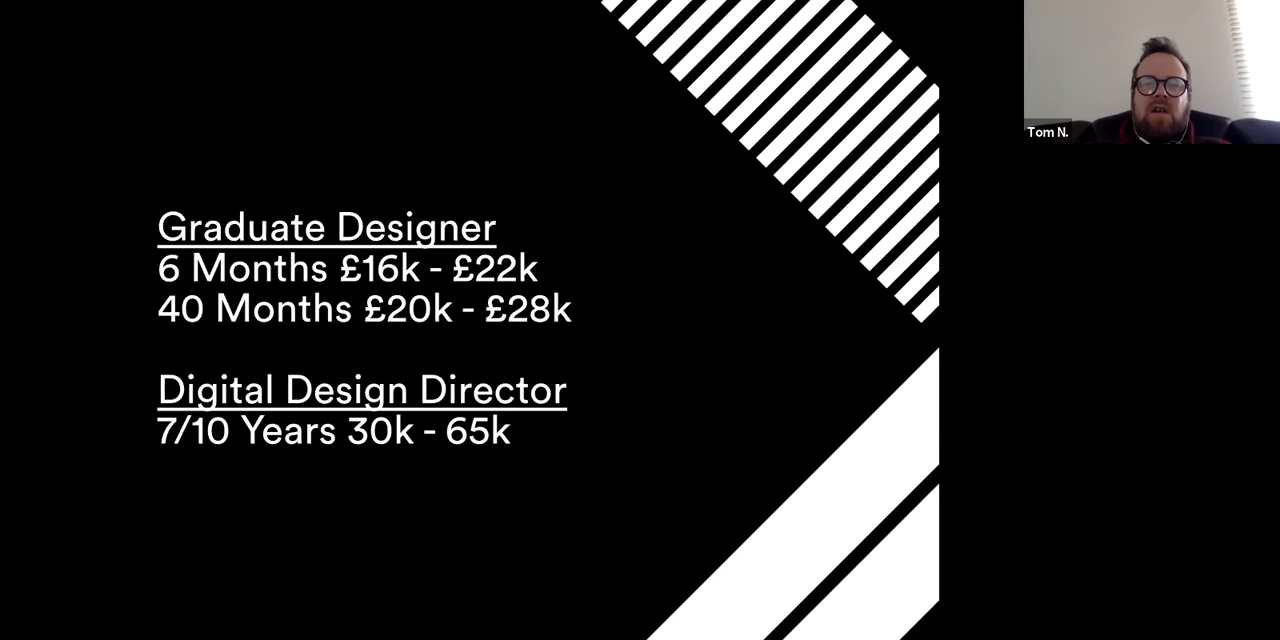 Graduate Designer
6 Months £16k - £22k
40 Months £20k - £28k
Digital Design Director
7/10 Years 30k - 65k
Tom N.